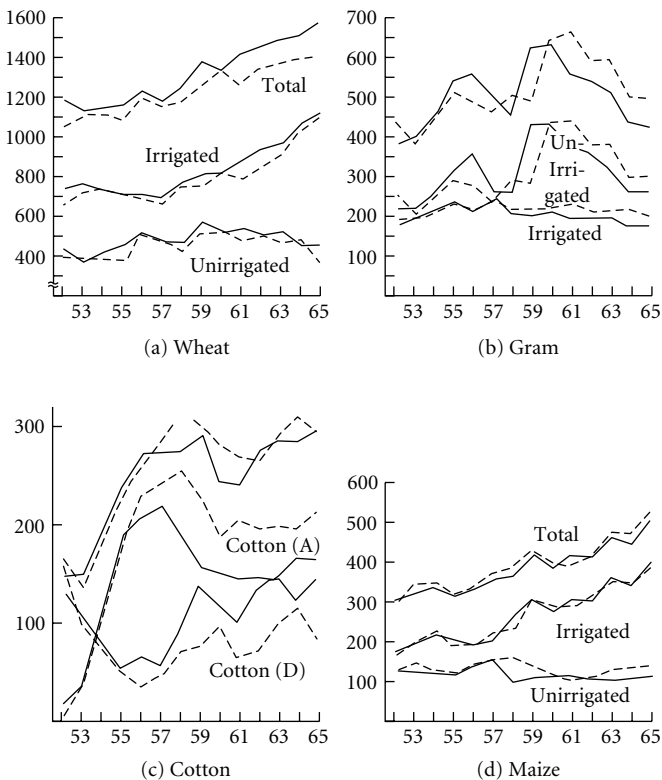 1600
1400
1200
1000
800
600
400
Total
Irrigated
Unirrigated
53 55 57 59 61 63 65
(a) Wheat
700
600
500
400
300
200
100
Un-
Irri-
gated
Irrigated
53 55 57 59 61 63 65
(b) Gram
300
200
100
Cotton (A)
Cotton (D)
53 55 57 59 61 63 65
(c) Cotton
700
600
500
400
300
200
100
Total
Irrigated
Unirrigated
53 55 57 59 61 63 65
(d) Maize